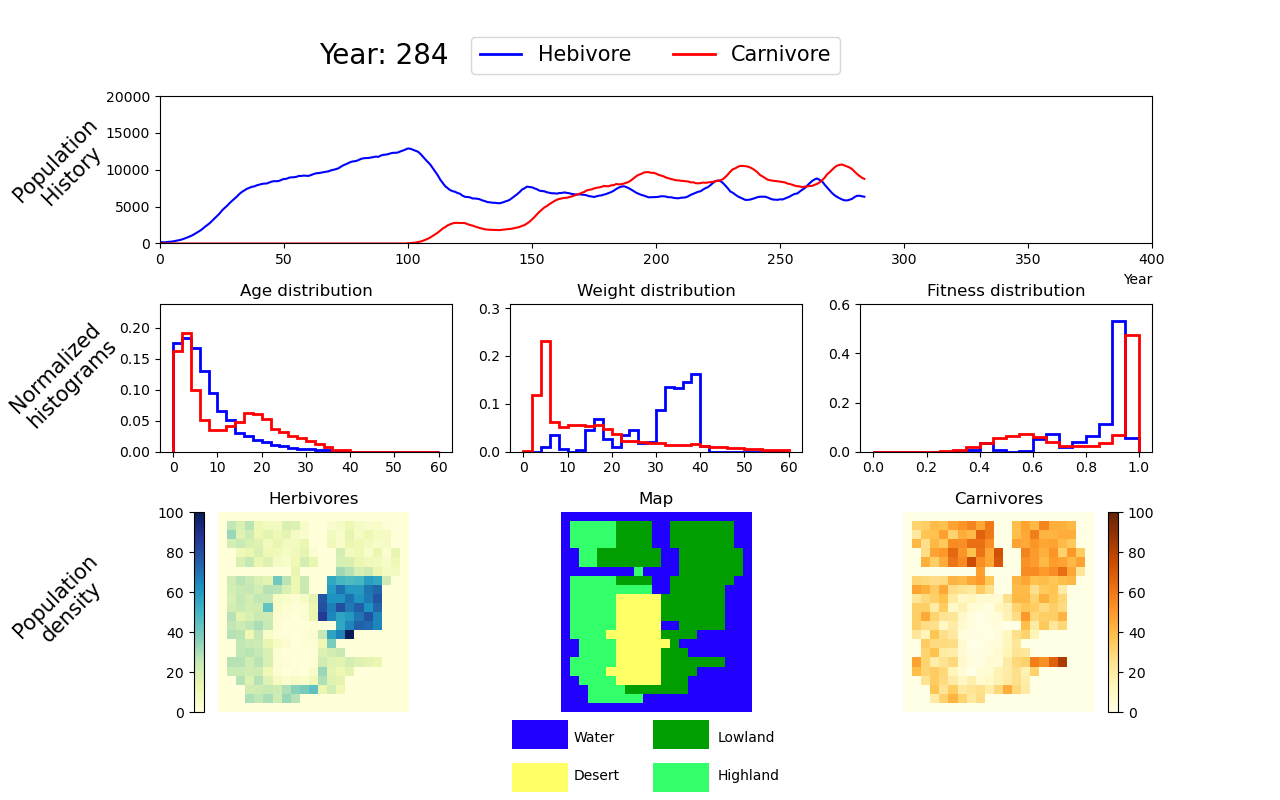 Year: 284
Hebivore
Carnivore
Population
History
20000
15000
10000
5000
0
0 50 100 150 200 250 300 350 400
Year
Normalized
histograms
Age distribution
0.20
0.15
0.10
0.05
0.00
0 20 40 60
Weight distribution
0.3
0.2
0.1
0.0
0 10 20 30 40 50 60
Fitness distribution
0.6
0.4
0.2
0.0
0.0 0.2 0.4 0.6 0.8 1.0
Population
density
Herbivores
100
80
60
40
20
0
Map
Carnivores
100
80
60
40
20
0
Water
Lowland
Desert
Highland